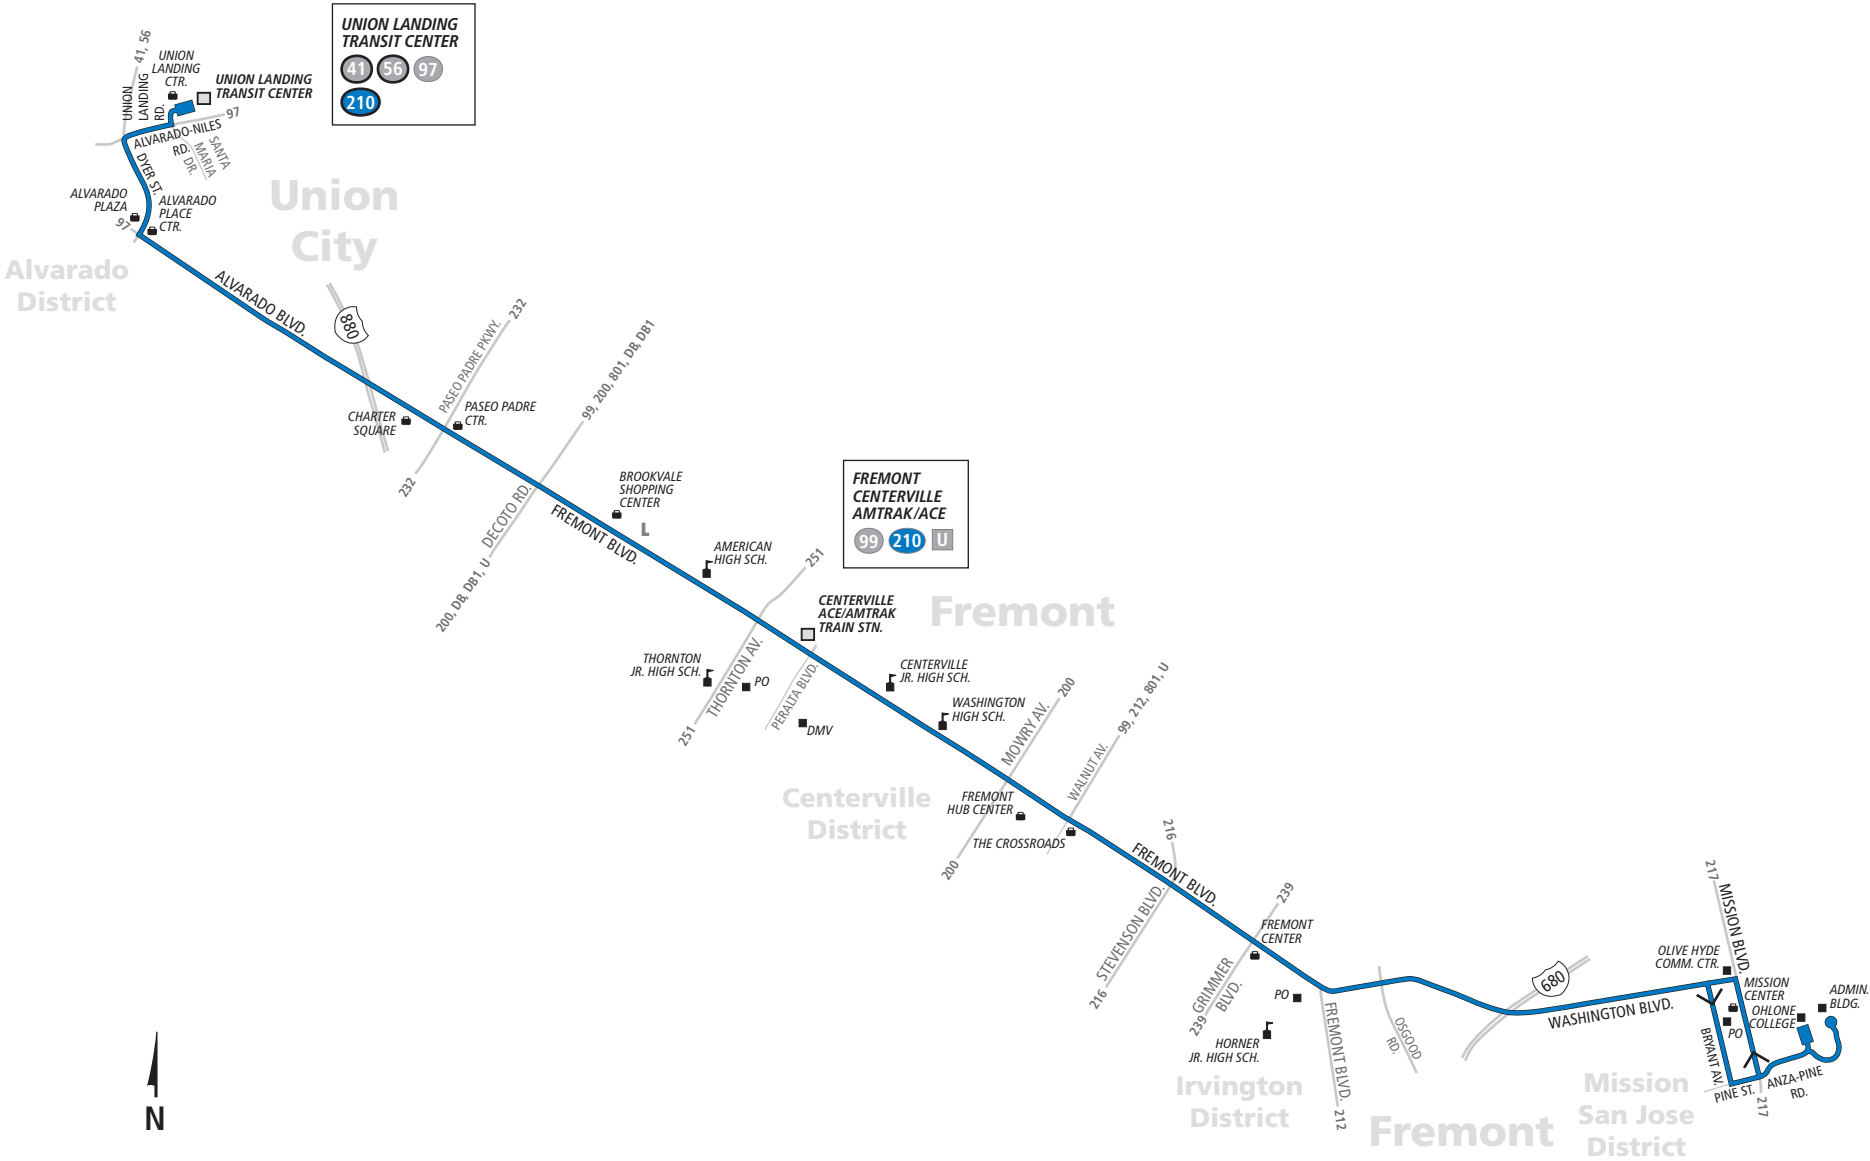 UNION LANDING
TRANSIT CENTER
41 56 97
210
41, 56
UNION
LANDING
CTR.
UNION LANDING
TRANSIT CENTER
UNION
LANDING
RD.
97
ALVARADO-NILES
RD.
SANTA
MARIA
DR.
DYER ST.
ALVARADO
PLAZA
ALVARADO
PLACE
CTR.
97
Union
City
Alvarado
District
ALVARADO BLVD.
880
PASEO PADRE PKWY.
232
CHARTER
SQUARE
PASEO PADRE
CTR.
232
99, 200, 801, DB, DB1
DECOTO RD.
200, DB, DB1, U
BROOKVALE
SHOPPING
CENTER
L
FREMONT BLVD.
AMERICAN
HIGH SCH.
FREMONT
CENTERVILLE
AMTRAK/ACE
99 210 U
251
CENTERVILLE
ACE/AMTRAK
TRAIN STN.
Fremont
THORNTON
JR. HIGH SCH.
THORNTON AV.
PO
251
PERALTA BLVD.
DMV
CENTERVILLE
JR. HIGH SCH.
WASHINGTON
HIGH SCH.
MOWRY AV.
200
WALNUT AV.
99, 212, 801, U
Centerville
District
FREMONT
HUB CENTER
THE CROSSROADS
200
216
FREMONT BLVD.
STEVENSON BLVD.
216
239
FREMONT
CENTER
GRIMMER
BLVD.
239
PO
HORNER
JR. HIGH SCH.
Irvington
District
FREMONT BLVD.
212
OSGOOD
RD.
Fremont
680
WASHINGTON BLVD.
217
MISSION BLVD.
OLIVE HYDE
COMM. CTR.
MISSION
CENTER
OHLONE
COLLEGE
ADMIN.
BLDG.
PO
BRYANT AV.
PINE ST.
ANZA-PINE
RD.
217
Mission
San Jose
District
N